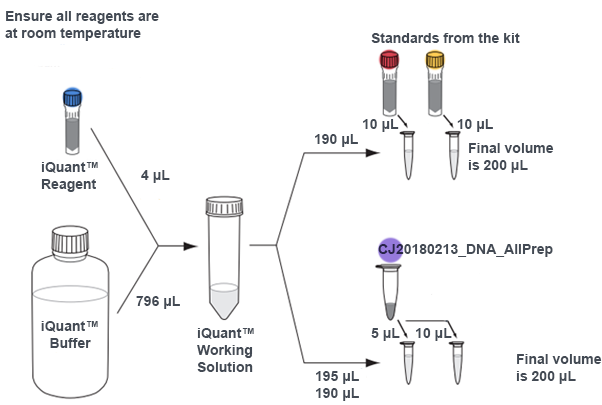 Ensure all reagents are
at room temperature
Standards from the kit
10 µL
10 µL
190 µL
Final volume
is 200 µL
iQuant™
Reagent
4 µL
CJ20180213_DNA_AllPrep
796 µL
iQuant™
Buffer
iQuant™
Working
Solution
5 µL
10 µL
195 µL
190 µL
Final volume
is 200 µL